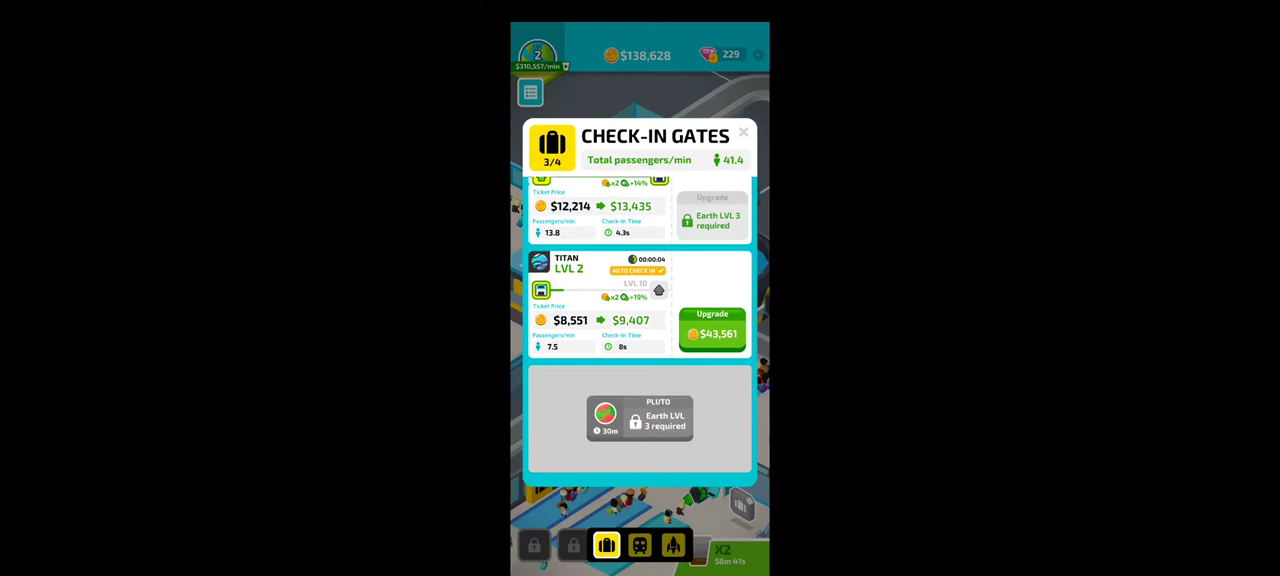 2
$138,628
229
$310,557/min
CHECK-IN GATES
3/4
Total passengers/min 41.4
x2 +14%
Ticket Price
$12,214 $13,435
Passengers/min Check-In Time
13.8 4.3s
Upgrade
Earth LVL 3
required
TITAN
LVL 2
00:00:04
AUTO CHECK IN
LVL 10
x2 +19%
Ticket Price
$8,551 $9,407
Passengers/min Check-In Time
7.5 8s
Upgrade
$43,561
PLUTO
Earth LVL
3 required
30m
X2
56m 41s